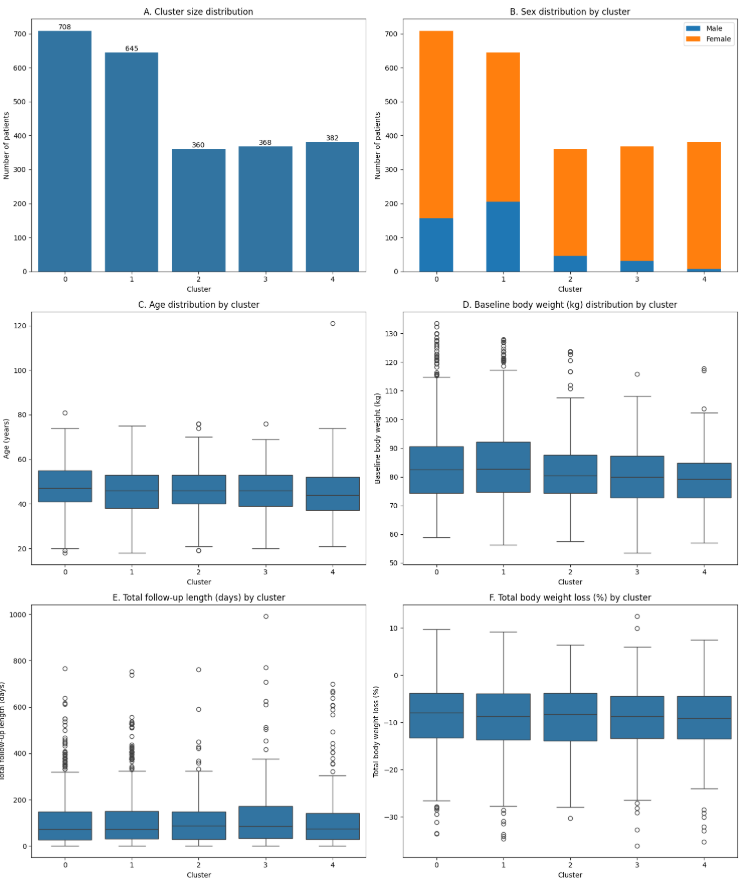 A. Cluster size distribution
708
645
360
368
382
700
600
500
400
300
200
100
0
Number of patients
0 1 2 3 4
Cluster
B. Sex distribution by cluster
Male
Female
700
600
500
400
300
200
100
0
Number of patients
0 1 2 3 4
Cluster
C. Age distribution by cluster
120
100
80
60
40
20
Age (years)
0 1 2 3 4
Cluster
D. Baseline body weight (kg) distribution by cluster
130
120
110
100
90
80
70
60
50
Baseline body weight (kg)
0 1 2 3 4
Cluster
E. Total follow-up length (days) by cluster
1000
800
600
400
200
0
Total follow-up length (days)
0 1 2 3 4
Cluster
F. Total body weight loss (%) by cluster
10
0
−10
−20
−30
Total body weight loss (%)
0 1 2 3 4
Cluster